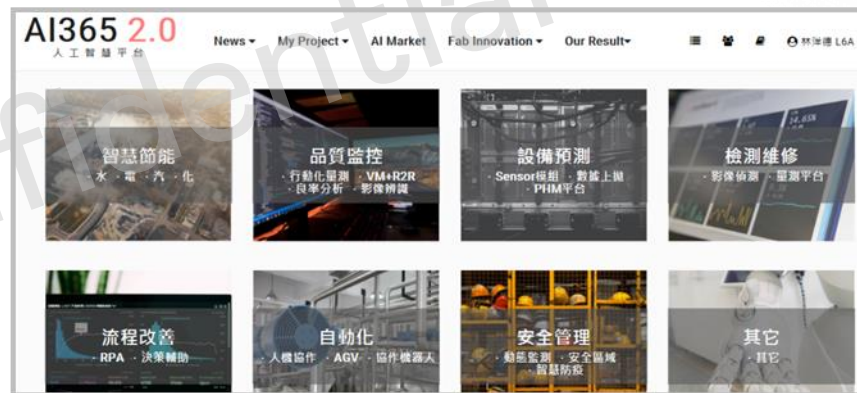 AI365 2.0
人工智慧平台
News
My Project
AI Market
Fab Innovation
Our Result
林洋德 L6A
智慧節能
· 水 · 電 · 汽 · 化
品質監控
· 行動化量測 · VM+R2R
· 良率分析 · 影像辨識
設備預測
· Sensor模組 · 數據上拋
· PHM平台
檢測維修
· 影像偵測 · 量測平台
流程改善
· RPA · 決策輔助
自動化
· 人機協作 · AGV · 協作機器人
安全管理
· 動態監測 · 安全區域
· 智慧防疫
其它
· 其它